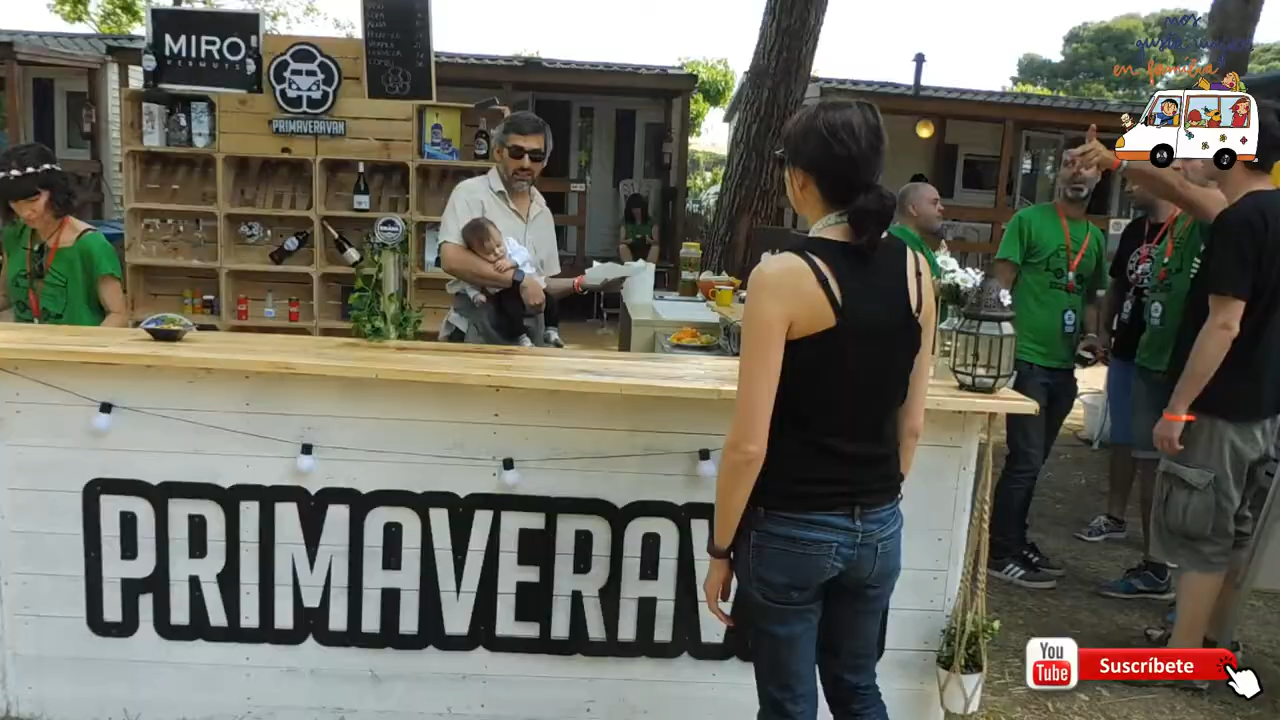 MIRO
VERMUTS
PRIMAVERAVAN
nos
gusta viajar
en familia
PRIMAVERAV
You
Tube
Suscríbete